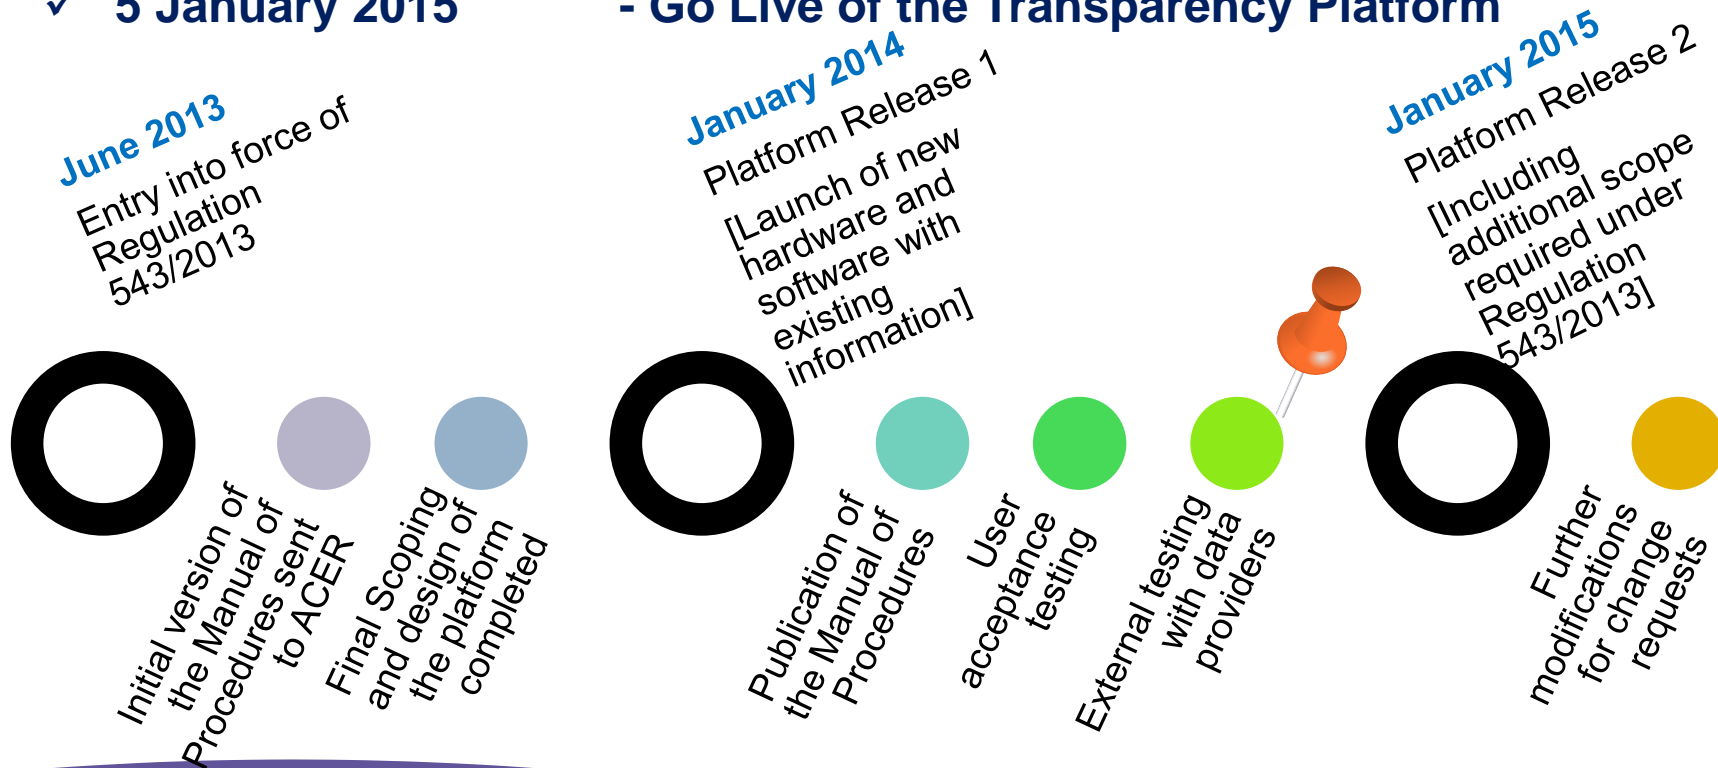 ✓ 5 January 2015 - Go Live of the Transparency Platform
June 2013
Entry into force of
Regulation
543/2013
January 2014
Platform Release 1
[Launch of new
hardware and
software with
existing
information]
January 2015
Platform Release 2
[Including
additional scope
required under
Regulation
543/2013]
Initial version of
the Manual of
Procedures sent
to ACER
Final Scoping
and design of
the platform
completed
Publication of
the Manual of
Procedures
User
acceptance
testing
External testing
with data
providers
Further
modifications
for change
requests